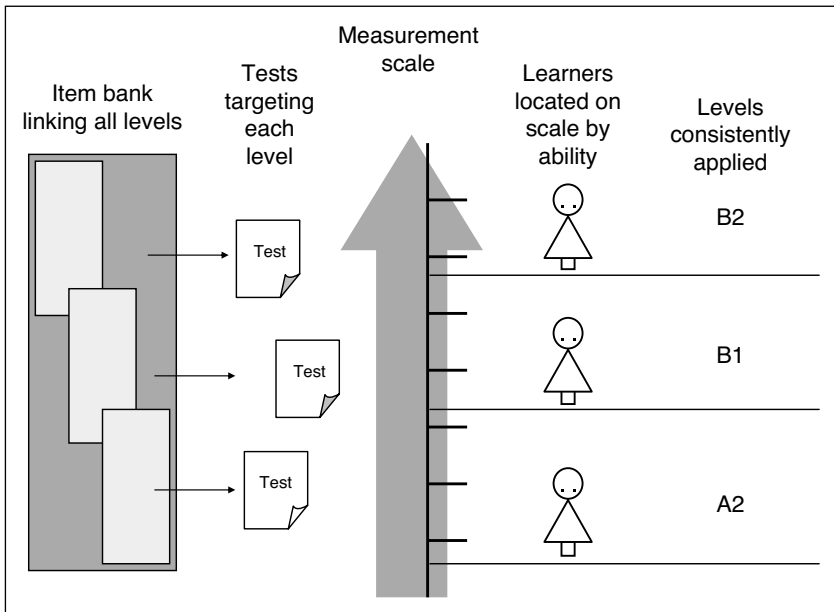 Item bank
linking all levels
Tests
targeting
each
level
Measurement
scale
Learners
located on
scale by
ability
Levels
consistently
applied
Test
B2
Test
B1
Test
A2